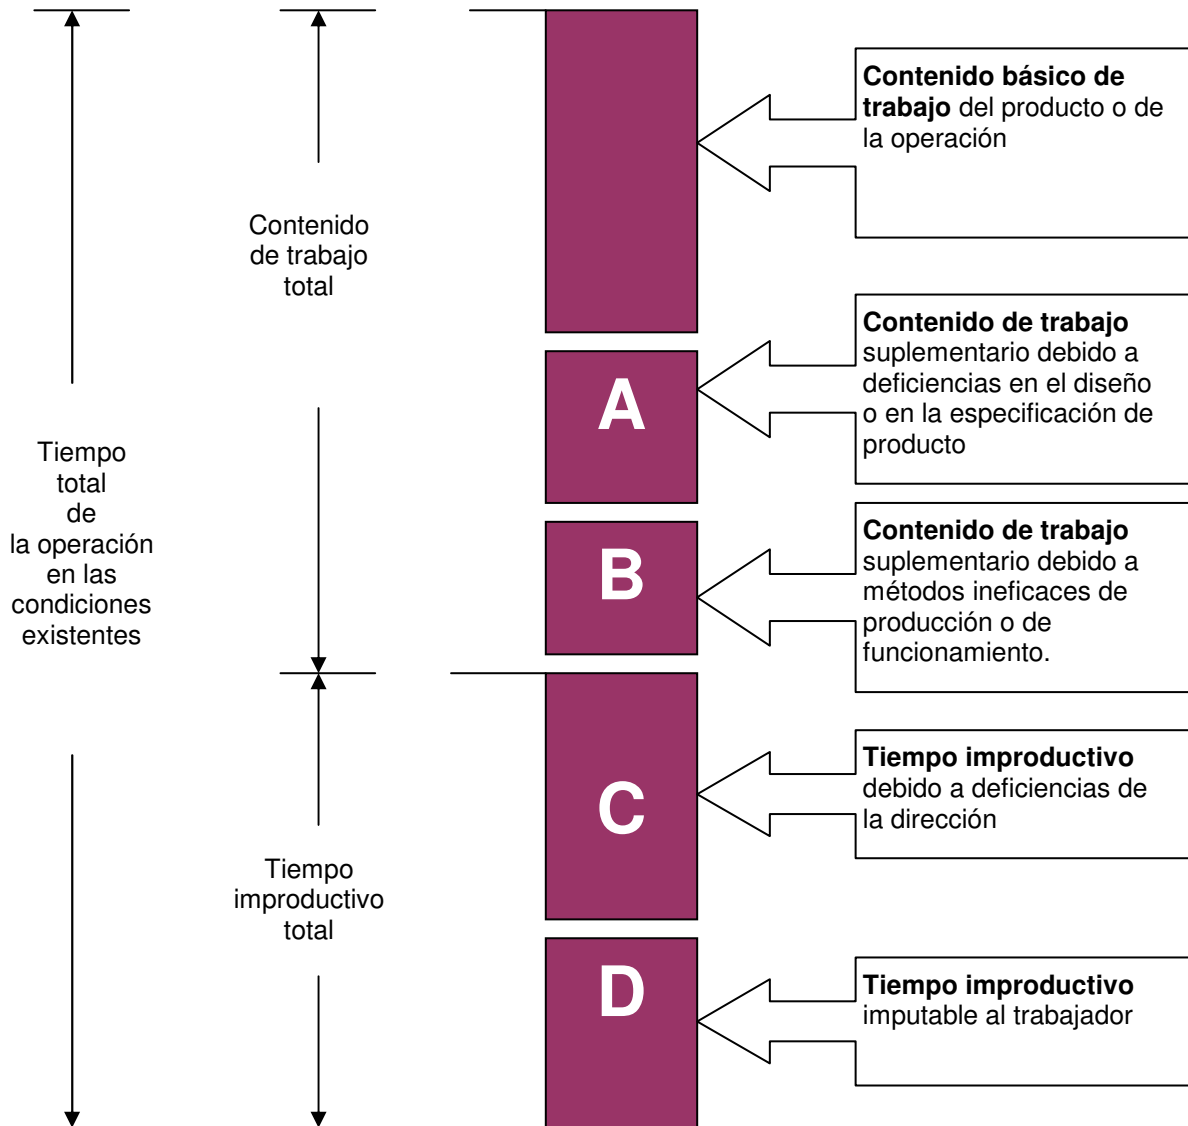 Contenido básico de
trabajo del producto o de
la operación
Contenido
de trabajo
total
Contenido de trabajo
suplementario debido a
deficiencias en el diseño
o en la especificación de
producto
A
Tiempo
total
de
la operación
en las
condiciones
existentes
Contenido de trabajo
suplementario debido a
métodos ineficaces de
producción o de
funcionamiento.
B
Tiempo improductivo
debido a deficiencias de
la dirección
C
Tiempo
improductivo
total
D
Tiempo improductivo
imputable al trabajador